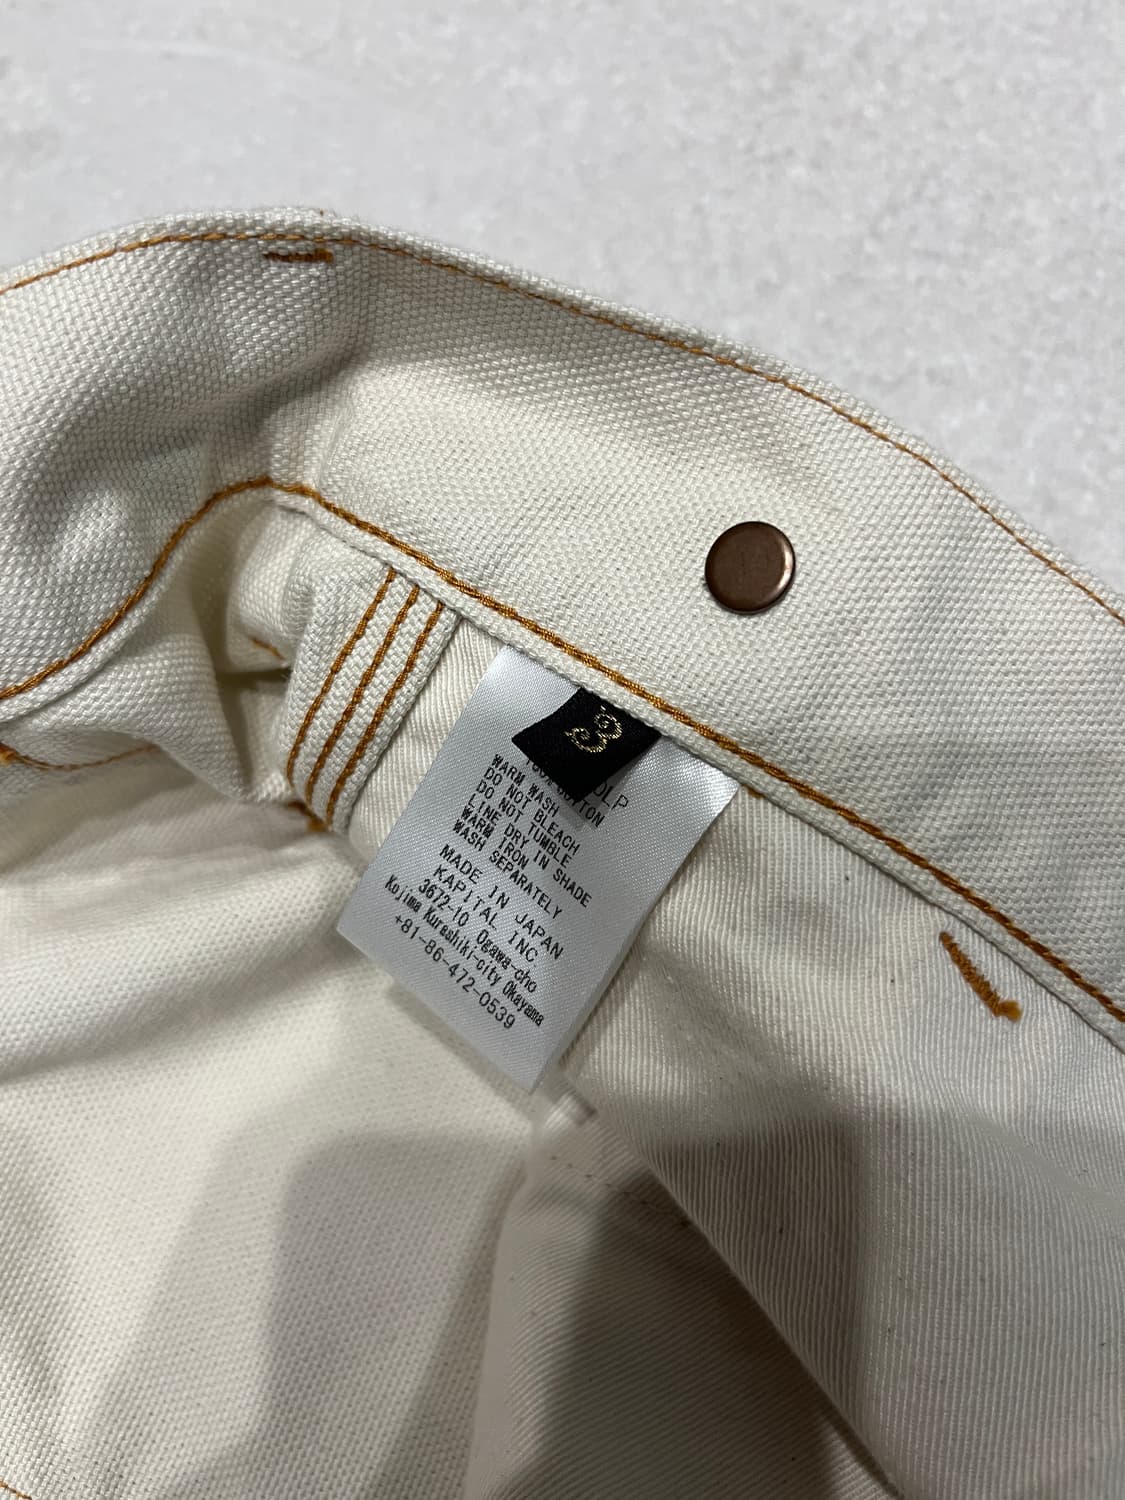 3
OLP
WARM WASH
DO NOT BLEACH
DO NOT TUMBLE
LINE DRY IN SHADE
WARM IRON
WASH SEPARATELY
MADE IN JAPAN
KAPITAL INC
3672-10 Ogawa-cho
Kojima Kurashiki-city Okayama
+81-86-472-0539